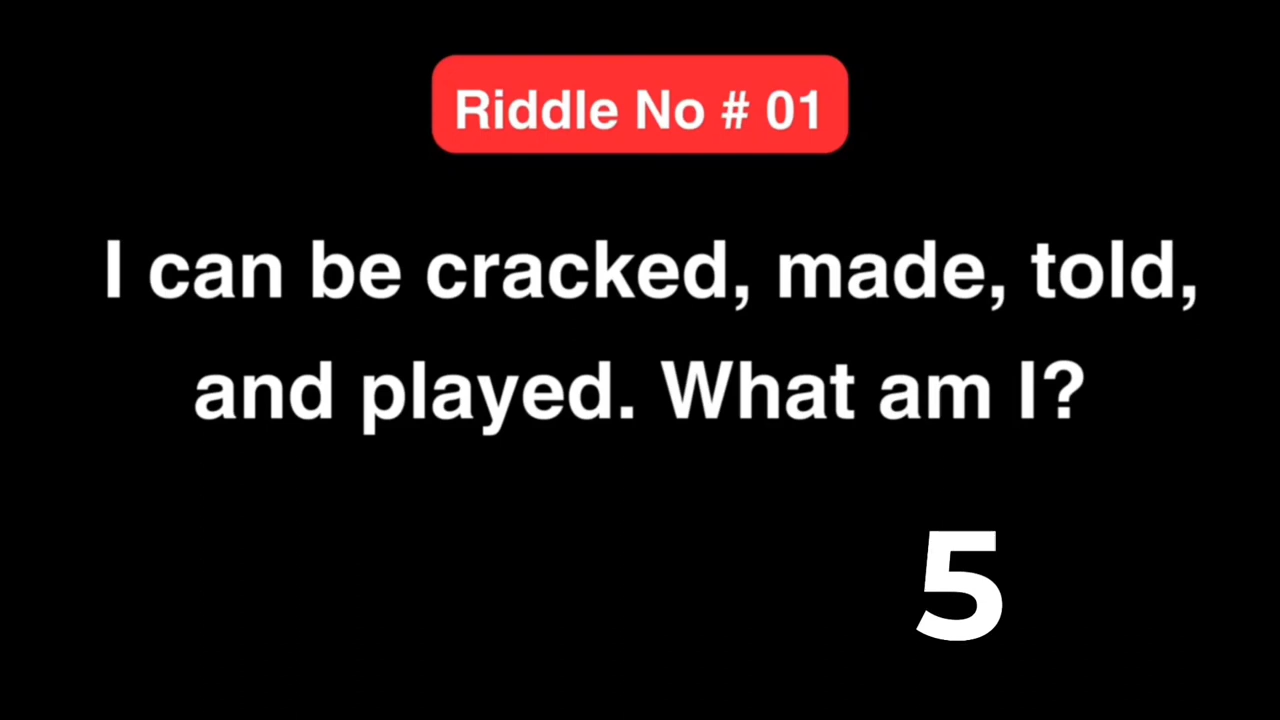 Riddle No # 01
I can be cracked, made, told,
and played. What am I?
5